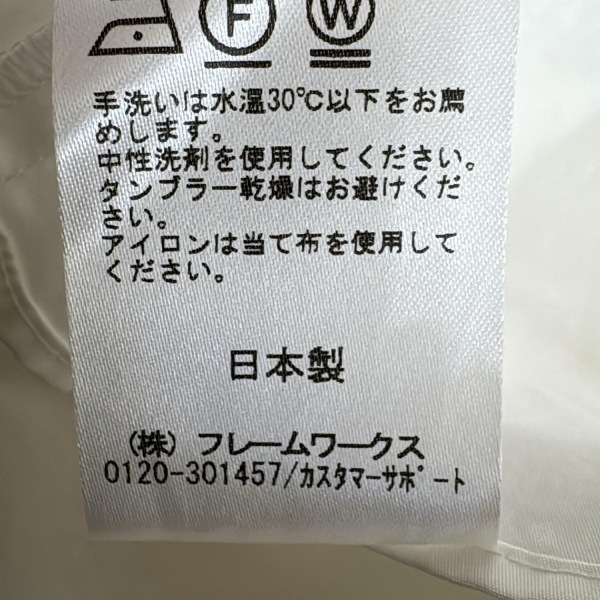 F W
手洗いは水温30℃以下をお薦
めします。
中性洗剤を使用してください。
タンブラー乾燥はお避けくだ
さい。
アイロンは当て布を使用して
ください。
日本製
(株) フレームワークス
0120-301457/カスタマーサポート